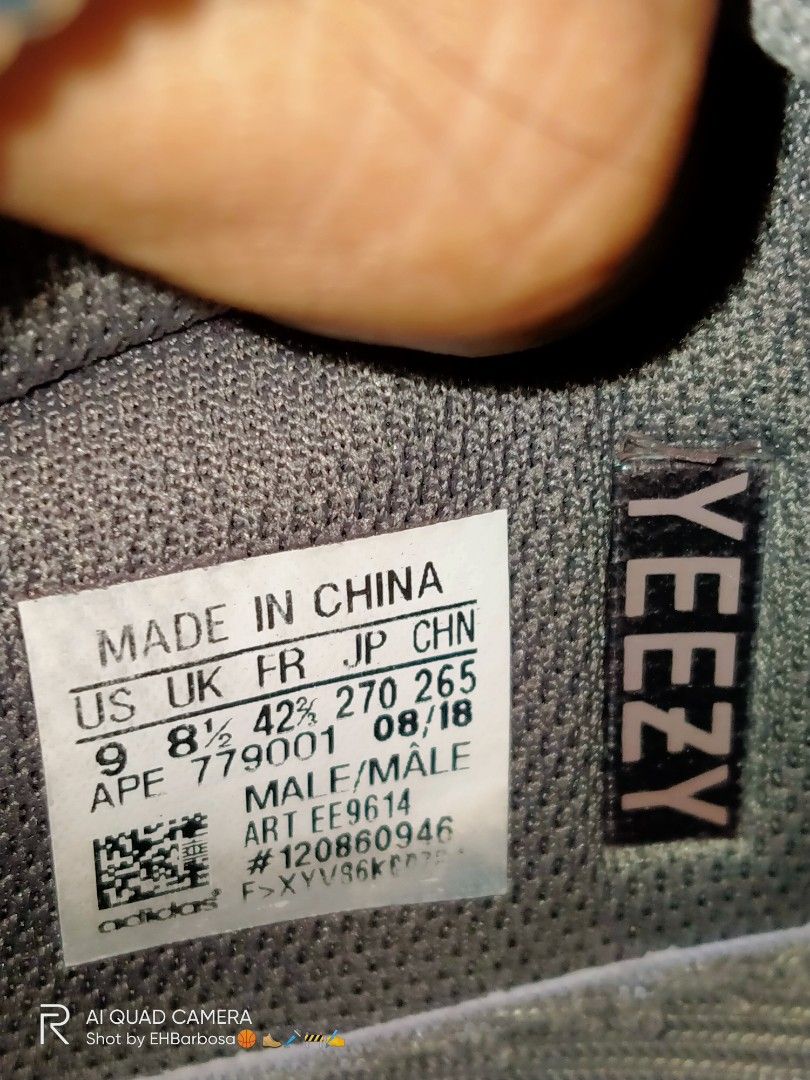 MADE IN CHINA
US UK FR JP CHN
9 8½ 42⅔ 270 265
APE 779001 08/18
MALE/MÂLE
ART EE9614
#120860946
adidas
YEEZY
AI QUAD CAMERA
Shot by EHBarbosa